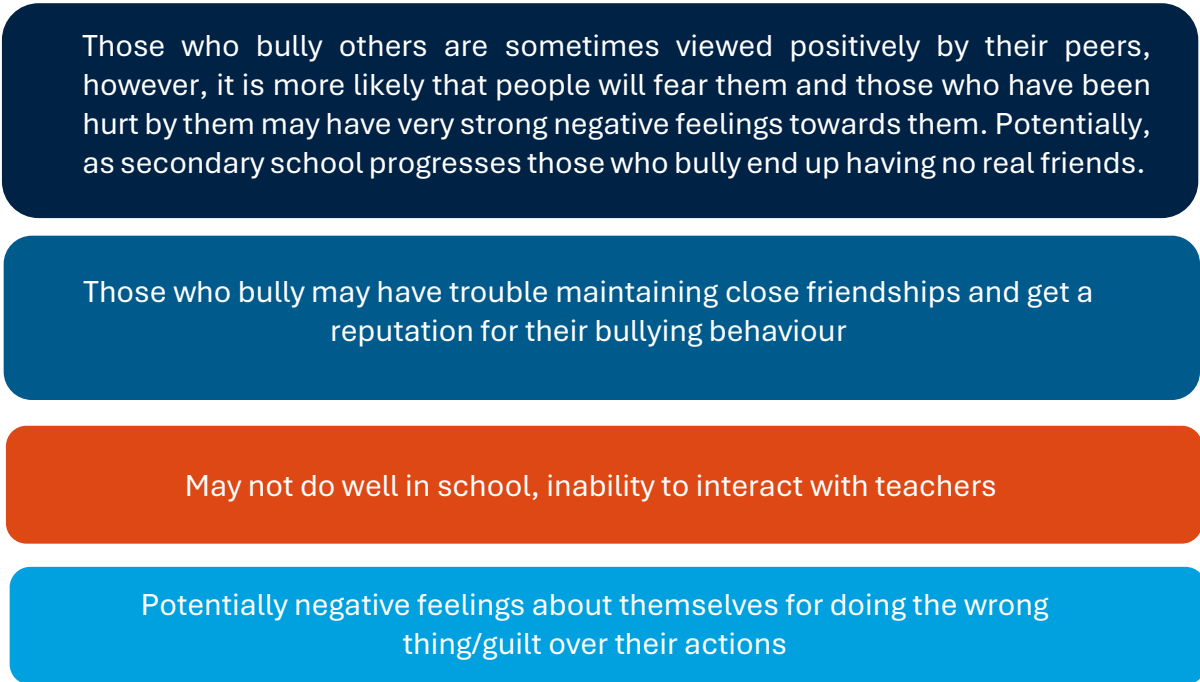 Those who bully others are sometimes viewed positively by their peers,
however, it is more likely that people will fear them and those who have been
hurt by them may have very strong negative feelings towards them. Potentially,
as secondary school progresses those who bully end up having no real friends.
Those who bully may have trouble maintaining close friendships and get a
reputation for their bullying behaviour
May not do well in school, inability to interact with teachers
Potentially negative feelings about themselves for doing the wrong
thing/guilt over their actions